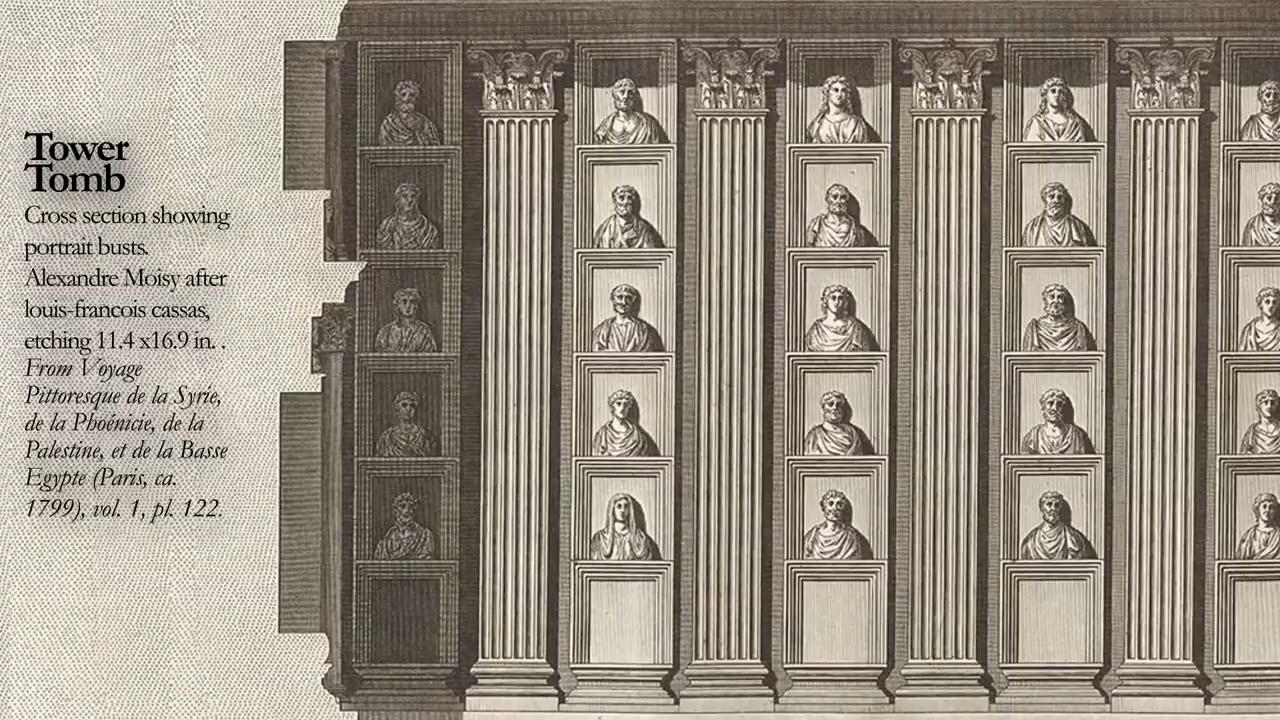 Tower
Tomb
Cross section showing
portrait busts.
Alexandre Moisy after
louis-francois cassas,
etching 11.4 x16.9 in. .
From Voyage
Pittoresque de la Syrie,
de la Phoénicie, de la
Palestine, et de la Basse
Egypte (Paris, ca.
1799), vol. 1, pl. 122.